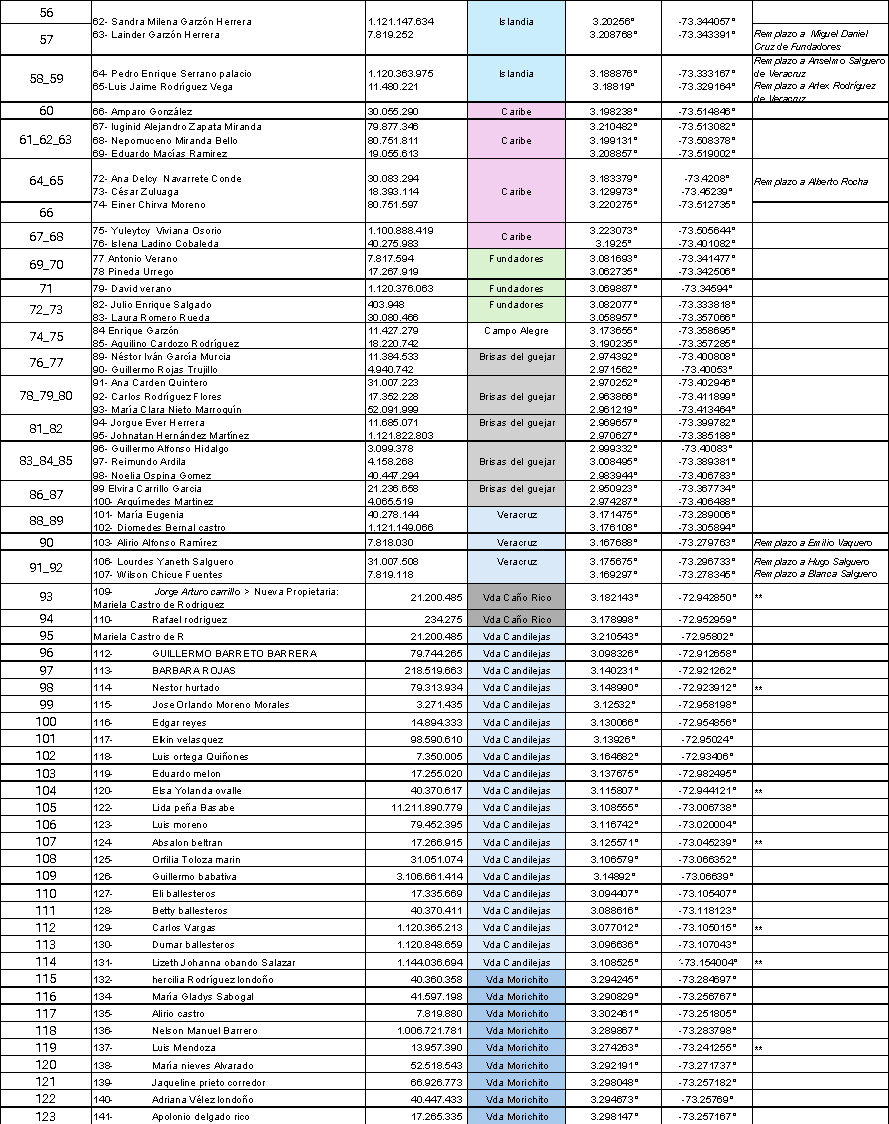 56
62- Sandra Milena Garzón Herrera 1.121.147.634 Islandia 3.20256° -73.344057°
57
63- Lainder Garzón Herrera 7.819.252 3.208768° -73.343391° Remplazo a Miguel Daniel
Cruz de Fundadores
58_59
64- Pedro Enrique Serrano palacio 1.120.363.975 Islandia 3.188876° -73.333167° Remplazo a Anselmo Salguero
de Veracruz
65-Luis Jaime Rodríguez Vega 11.480.221 3.18819° -73.329164° Remplazo a Arlex Rodríguez
de Veracruz
60 66- Amparo González 30.055.290 Caribe 3.198238° -73.514846°
61_62_63
67- Iuginid Alejandro Zapata Miranda 79.877.346 3.210482° -73.513082°
68- Nepomuceno Miranda Bello 80.751.811 Caribe 3.199131° -73.508378°
69- Eduardo Macías Ramírez 19.055.613 3.208857° -73.519002°
64_65
72- Ana Delcy Navarrete Conde 30.083.294 3.183379° -73.4208° Remplazo a Alberto Rocha
73- César Zuluaga 18.393.114 Caribe 3.129973° -73.45239°
66
74- Einer Chirva Moreno 80.751.597 3.220275° -73.512735°
67_68
75- Yuleytcy Viviana Osorio 1.100.888.419 Caribe 3.223073° -73.505644°
76- Islena Ladino Cobaleda 40.275.983 3.1925° -73.401082°
69_70
77 Antonio Verano 7.817.594 Fundadores 3.081693° -73.341477°
78 Pineda Urrego 17.267.919 3.062735° -73.342506°
71 79- David verano 1.120.376.063 Fundadores 3.069887° -73.34594°
72_73
82- Julio Enrique Salgado 403.948 Fundadores 3.082077° -73.333818°
83- Laura Romero Rueda 30.080.466 3.058957° -73.357066°
74_75
84 Enrique Garzón 11.427.279 Campo Alegre 3.173655° -73.358695°
85- Aquilino Cardozo Rodríguez 18.220.742 3.190235° -73.357285°
76_77
89- Néstor Iván García Murcia 11.384.533 Brisas del guejar 2.974392° -73.400808°
90- Guillermo Rojas Trujillo 4.940.742 2.971562° -73.40053°
78_79_80
91- Ana Carden Quintero 31.007.223 2.970252° -73.402946°
92- Carlos Rodríguez Flores 17.352.228 Brisas del guejar 2.963866° -73.411899°
93- María Clara Nieto Marroquín 52.091.999 2.961219° -73.413464°
81_82
94- Jorgue Ever Herrera 11.685.071 Brisas del guejar 2.969657° -73.399782°
95- Johnatan Hernández Martínez 1.121.822.803 2.970627° -73.385188°
83_84_85
96- Guillermo Alfonso Hidalgo 3.099.378 2.999332° -73.40083°
97- Reimundo Ardila 4.158.268 Brisas del guejar 3.008495° -73.389381°
98- Noelia Ospina Gomez 40.447.294 2.983944° -73.406783°
86_87
99 Elvira Carrillo Garcia 21.236.658 Brisas del guejar 2.950923° -73.367734°
100- Arquímedes Martínez 4.065.519 2.974287° -73.406488°
88_89
101- María Eugenia 40.278.144 Veracruz 3.171475° -73.289006°
102- Diomedes Bernal castro 1.121.149.066 3.176108° -73.305894°
90 103- Alirio Alfonso Ramírez 7.818.030 Veracruz 3.167688° -73.279763° Remplazo a Emilio Vaquero
91_92
106- Lourdes Yaneth Salguero 31.007.508 Veracruz 3.175675° -73.296733° Remplazo a Hugo Salguero
107- Wilson Chicue Fuentes 7.819.118 3.169297° -73.278345° Remplazo a Blanca Salguero
93 109- Jorge Arturo carrillo > Nueva Propietaria:
Mariela Castro de Rodriguez 21.200.485 Vda Caño Rico 3.182143° -72.942850° **
94 110- Rafael rodriguez 234.275 Vda Caño Rico 3.178998° -72.952959°
95 Mariela Castro de R 21.200.485 Vda Candilejas 3.210543° -72.95802°
96 112- GUILLERMO BARRETO BARRERA 79.744.265 Vda Candilejas 3.098326° -72.912658°
97 113- BARBARA ROJAS 218.519.663 Vda Candilejas 3.140231° -72.921262°
98 114- Nestor hurtado 79.313.934 Vda Candilejas 3.148990° -72.923912° **
99 115- Jose Orlando Moreno Morales 3.271.435 Vda Candilejas 3.12532° -72.958198°
100 116- Edgar reyes 14.894.333 Vda Candilejas 3.130066° -72.954856°
101 117- Elkin velasquez 98.590.610 Vda Candilejas 3.13926° -72.95024°
102 118- Luis ortega Quiñones 7.350.005 Vda Candilejas 3.164682° -72.93406°
103 119- Eduardo melon 17.255.020 Vda Candilejas 3.137675° -72.982495°
104 120- Elsa Yolanda ovalle 40.370.617 Vda Candilejas 3.115807° -72.944121° **
105 122- Lida peña Basabe 11.211.890.779 Vda Candilejas 3.108555° -73.006738°
106 123- Luis moreno 79.452.395 Vda Candilejas 3.116742° -73.020004°
107 124- Absalon beltran 17.266.915 Vda Candilejas 3.125571° -73.045239° **
108 125- Orfilia Toloza marin 31.051.074 Vda Candilejas 3.106579° -73.066352°
109 126- Guillermo babativa 3.106.661.414 Vda Candilejas 3.14892° -73.06639°
110 127- Eli ballesteros 17.335.669 Vda Candilejas 3.094407° -73.105407°
111 128- Betty ballesteros 40.370.411 Vda Candilejas 3.088616° -73.118123°
112 129- Carlos Vargas 1.120.365.213 Vda Candilejas 3.077012° -73.105015° **
113 130- Dumar ballesteros 1.120.848.659 Vda Candilejas 3.096636° -73.107043°
114 131- Lizeth Johanna obando Salazar 1.144.036.694 Vda Candilejas 3.108525° '-73.154004° **
115 132- hercilia Rodríguez londoño 40.360.358 Vda Morichito 3.294245° -73.284697°
116 134- María Gladys Sabogal 41.597.198 Vda Morichito 3.290829° -73.256767°
117 135- Alirio castro 7.819.880 Vda Morichito 3.302461° -73.251805°
118 136- Nelson Manuel Barrero 1.006.721.781 Vda Morichito 3.289867° -73.283798°
119 137- Luis Mendoza 13.957.390 Vda Morichito 3.274263° -73.241255° **
120 138- María nieves Alvarado 52.518.543 Vda Morichito 3.292191° -73.271737°
121 139- Jaqueline prieto corredor 66.926.773 Vda Morichito 3.298048° -73.257182°
122 140- Adriana Vélez londoño 40.447.433 Vda Morichito 3.294673° -73.25769°
123 141- Apolonio delgado rico 17.265.335 Vda Morichito 3.298147° -73.257167°